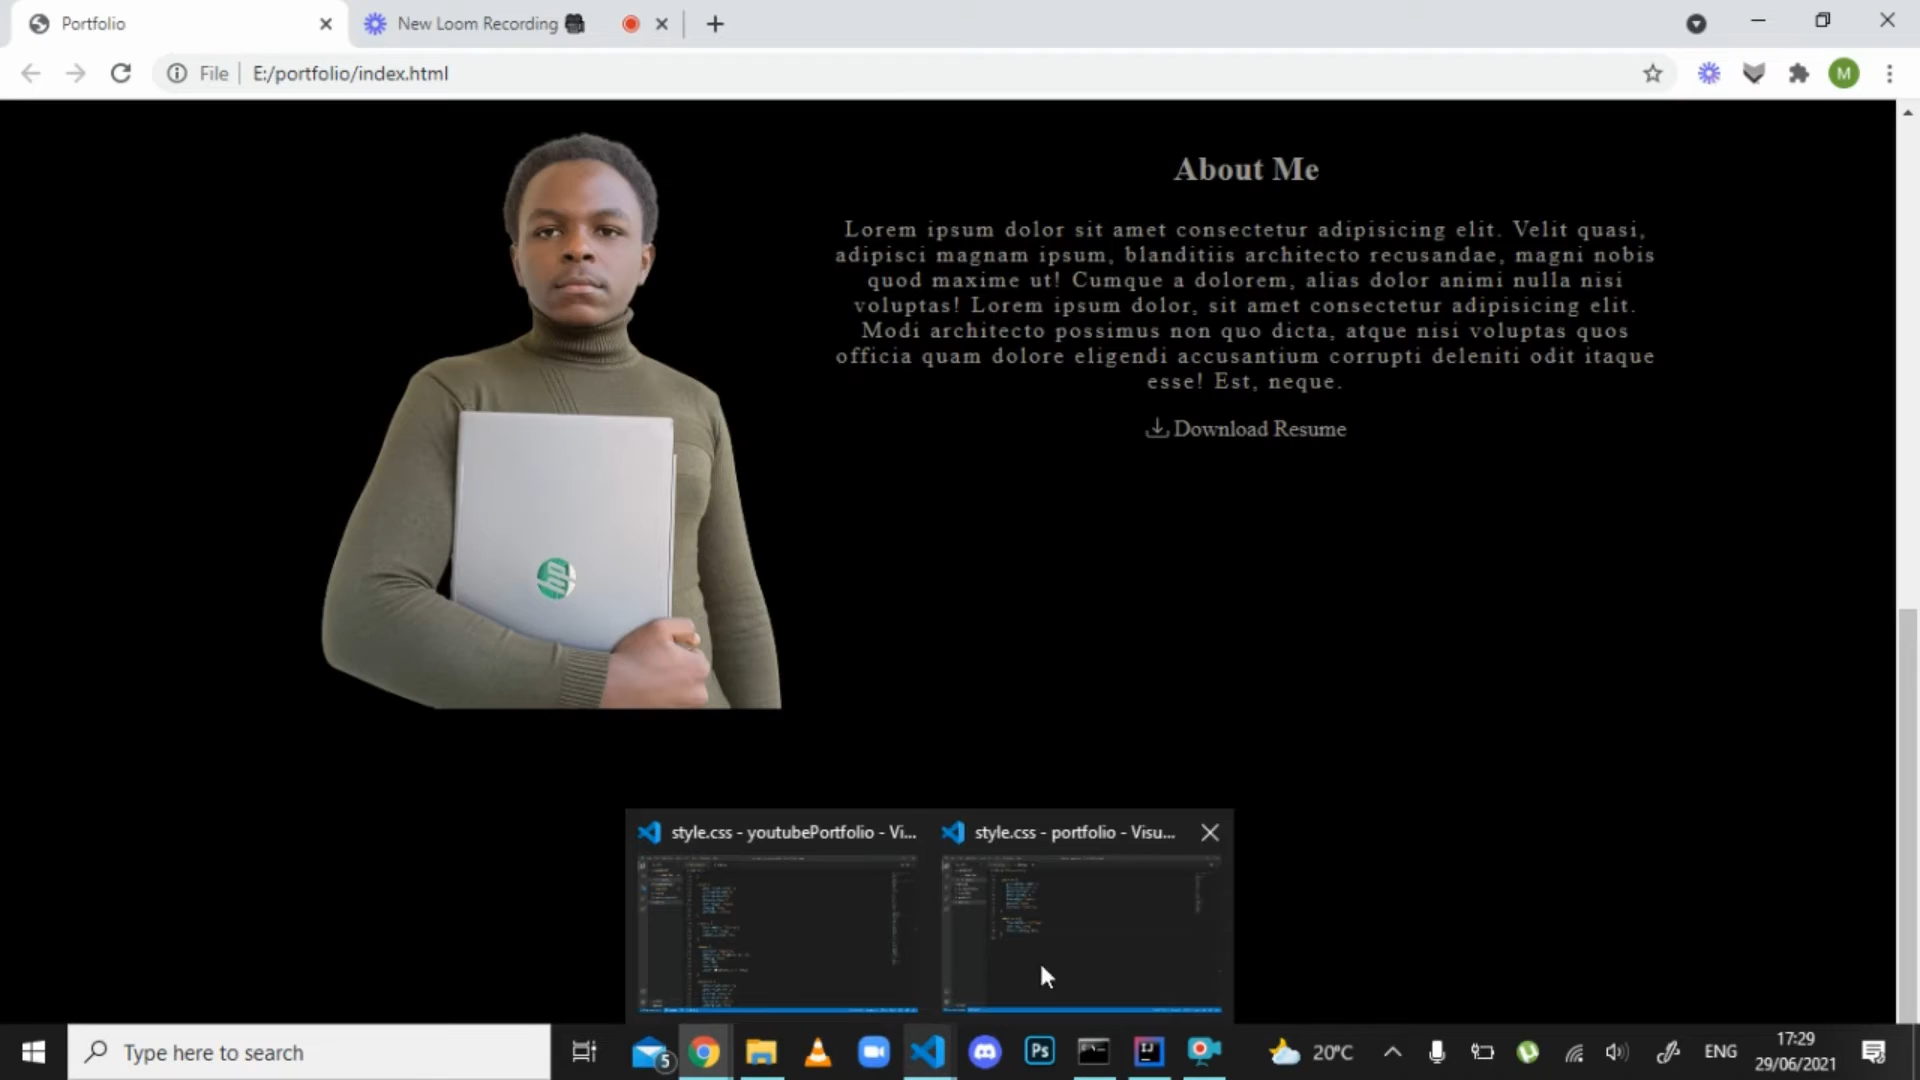 Portfolio
New Loom Recording
File
E:/portfolio/index.html
M
About Me
Lorem ipsum dolor sit amet consectetur adipisicing elit. Velit quasi,
adipisci magnam ipsum, blanditiis architecto recusandae, magni nobis
quod maxime ut! Cumque a dolorem, alias dolor animi nulla nisi
voluptas! Lorem ipsum dolor, sit amet consectetur adipisicing elit.
Modi architecto possimus non quo dicta, atque nisi voluptas quos
officia quam dolore eligendi accusantium corrupti deleniti odit itaque
esse! Est, neque.
Download Resume
hp
style.css - youtubePortfolio - Vi...
style.css - portfolio - Visu...
Type here to search
5
Ps
IJ
20°C
ENG
17:29
29/06/2021